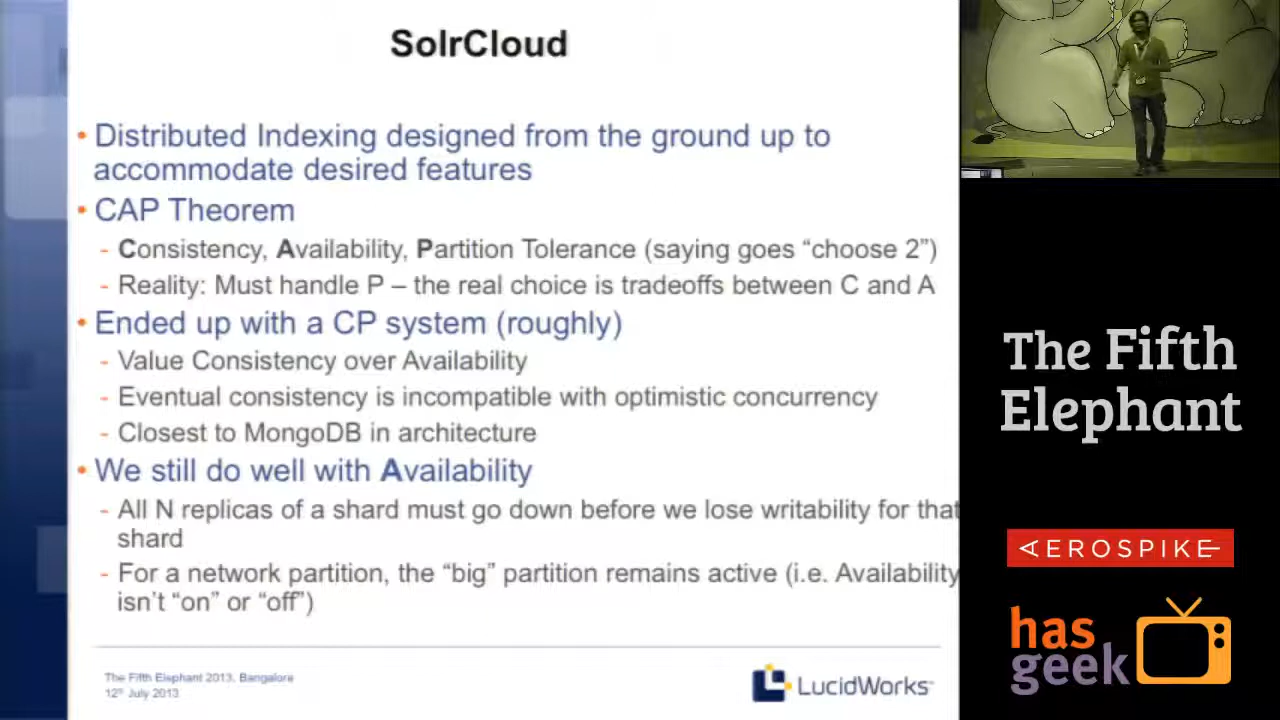 SolrCloud
• Distributed Indexing designed from the ground up to
accommodate desired features
• CAP Theorem
- Consistency, Availability, Partition Tolerance (saying goes “choose 2”)
- Reality: Must handle P – the real choice is tradeoffs between C and A
• Ended up with a CP system (roughly)
- Value Consistency over Availability
- Eventual consistency is incompatible with optimistic concurrency
- Closest to MongoDB in architecture
• We still do well with Availability
- All N replicas of a shard must go down before we lose writability for that
shard
- For a network partition, the “big” partition remains active (i.e. Availability
isn’t “on” or “off”)
The Fifth Elephant 2013, Bangalore
12th July 2013
LucidWorks
The Fifth
Elephant
AEROSPIKE
has
geek